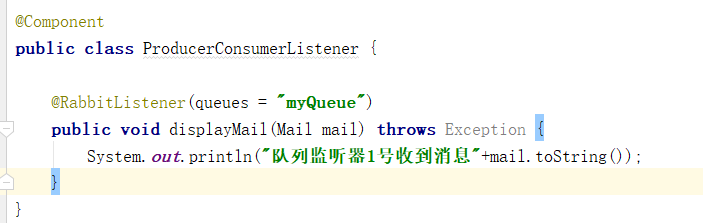 @Component
public class ProducerConsumerListener {
@RabbitListener(queues = "myQueue")
public void displayMail(Mail mail) throws Exception {
System.out.println("队列监听器1号收到消息"+mail.toString());
}
}